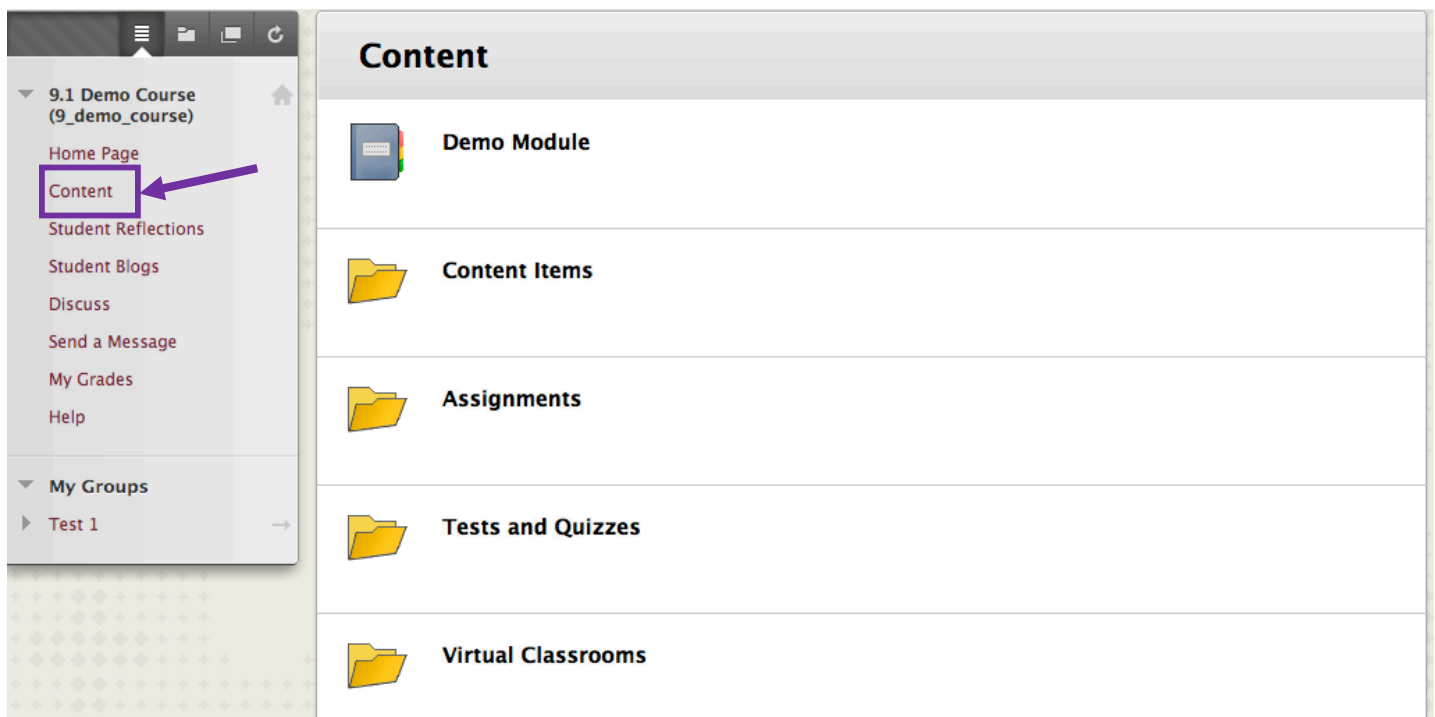 9.1 Demo Course
(9_demo_course)
Home Page
Content
Student Reflections
Student Blogs
Discuss
Send a Message
My Grades
Help
My Groups
Test 1
Content
Demo Module
Content Items
Assignments
Tests and Quizzes
Virtual Classrooms